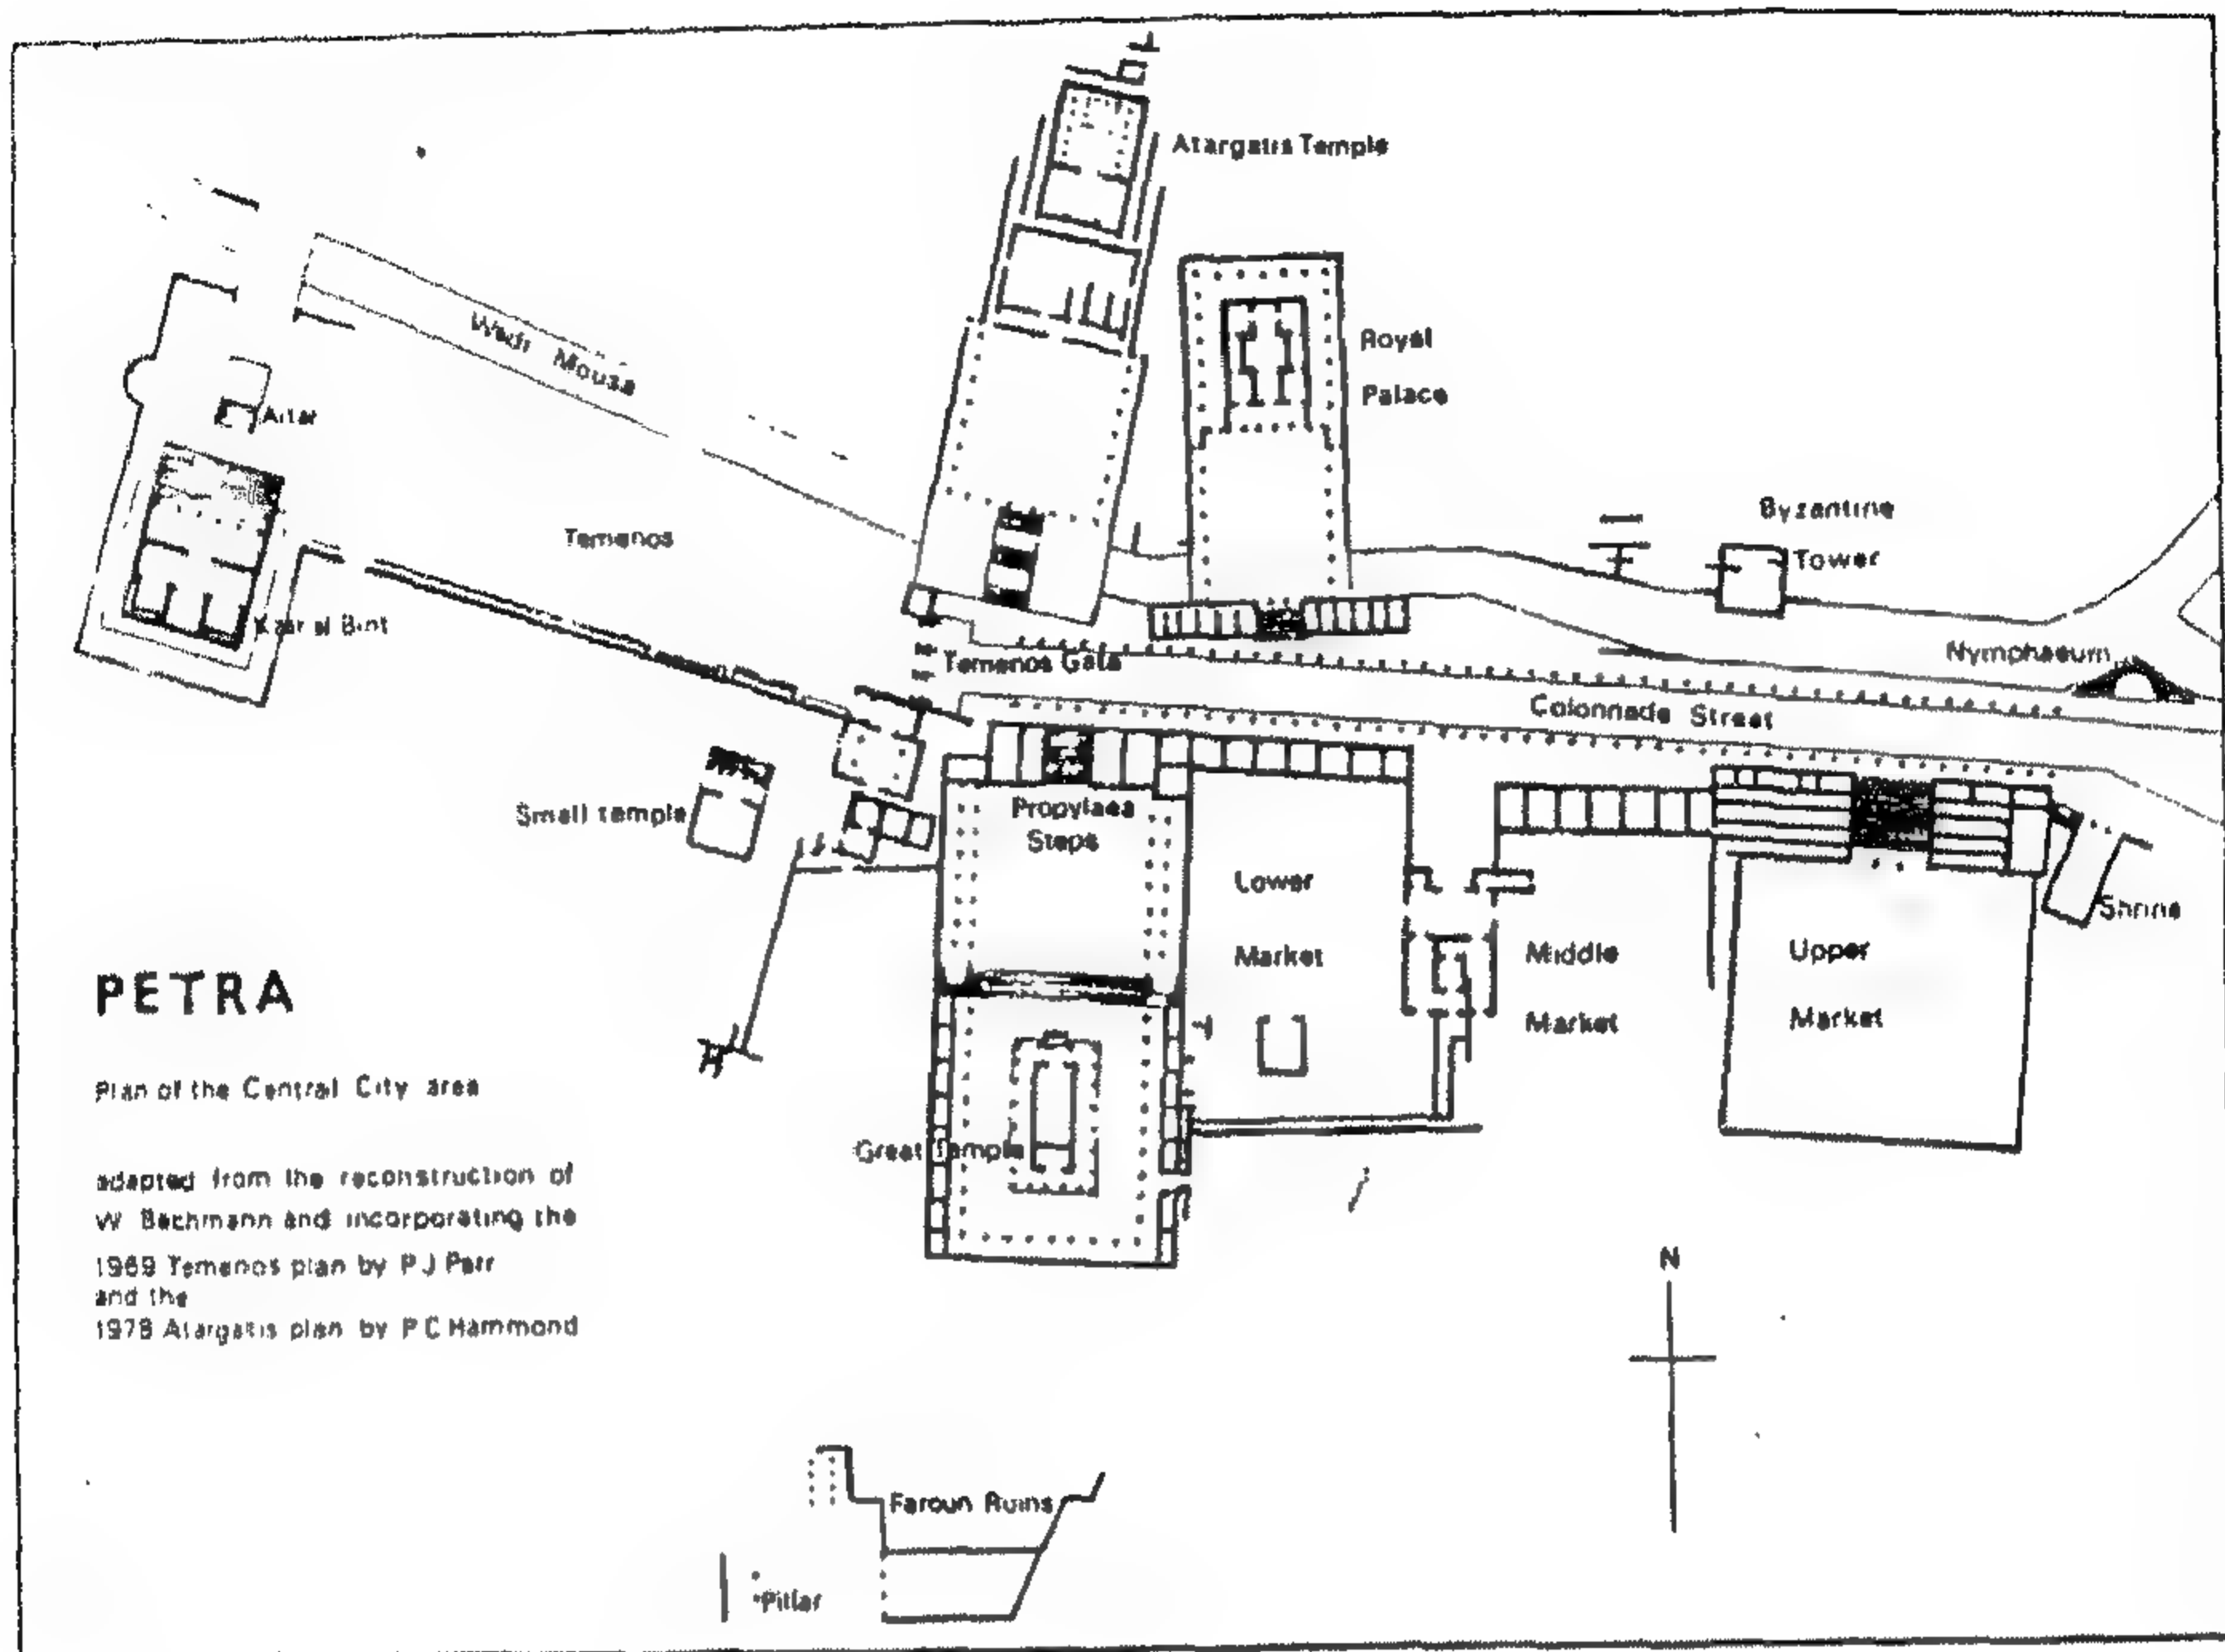 Atargatis Temple
Wadi Mousa
Royal
Palace
Altar
Byzantine
Tower
Temenos
Kasr el Bint
Nymphaeum
Temenos Gate
Colonnade Street
Small temple
Propylaea
Steps
Lower
Market
Middle
Market
Upper
Market
Shrine
PETRA
Plan of the Central City area
Great Temple
adapted from the reconstruction of
W Bachmann and incorporating the
1969 Temenos plan by P J Parr
and the
1978 Atargatis plan by P C Hammond
N
Faroun Ruins
Pillar